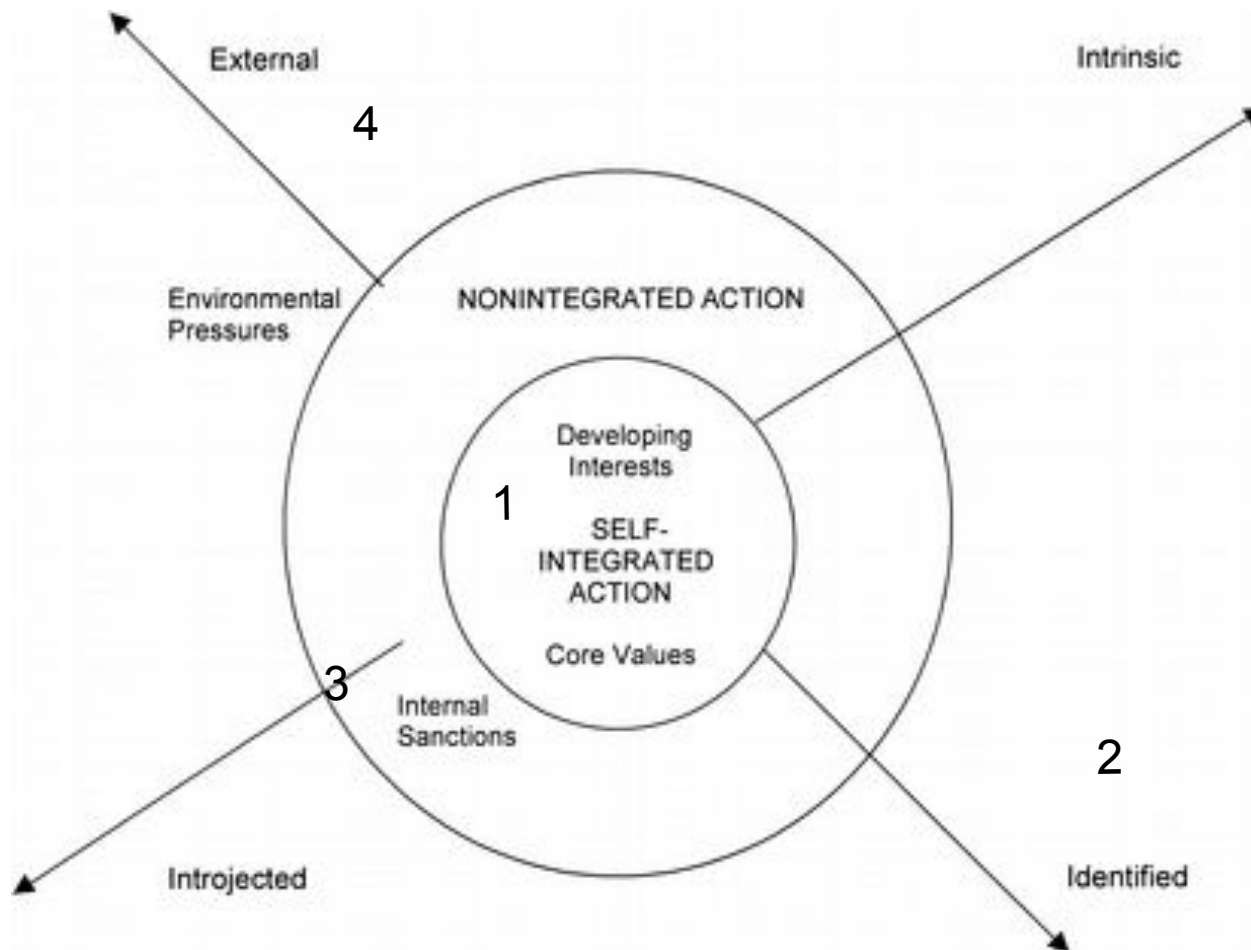 External
Intrinsic
4
Environmental
Pressures
NONINTEGRATED ACTION
Developing
Interests
1
SELF-
INTEGRATED
ACTION
Core Values
3
Internal
Sanctions
2
Introjected
Identified